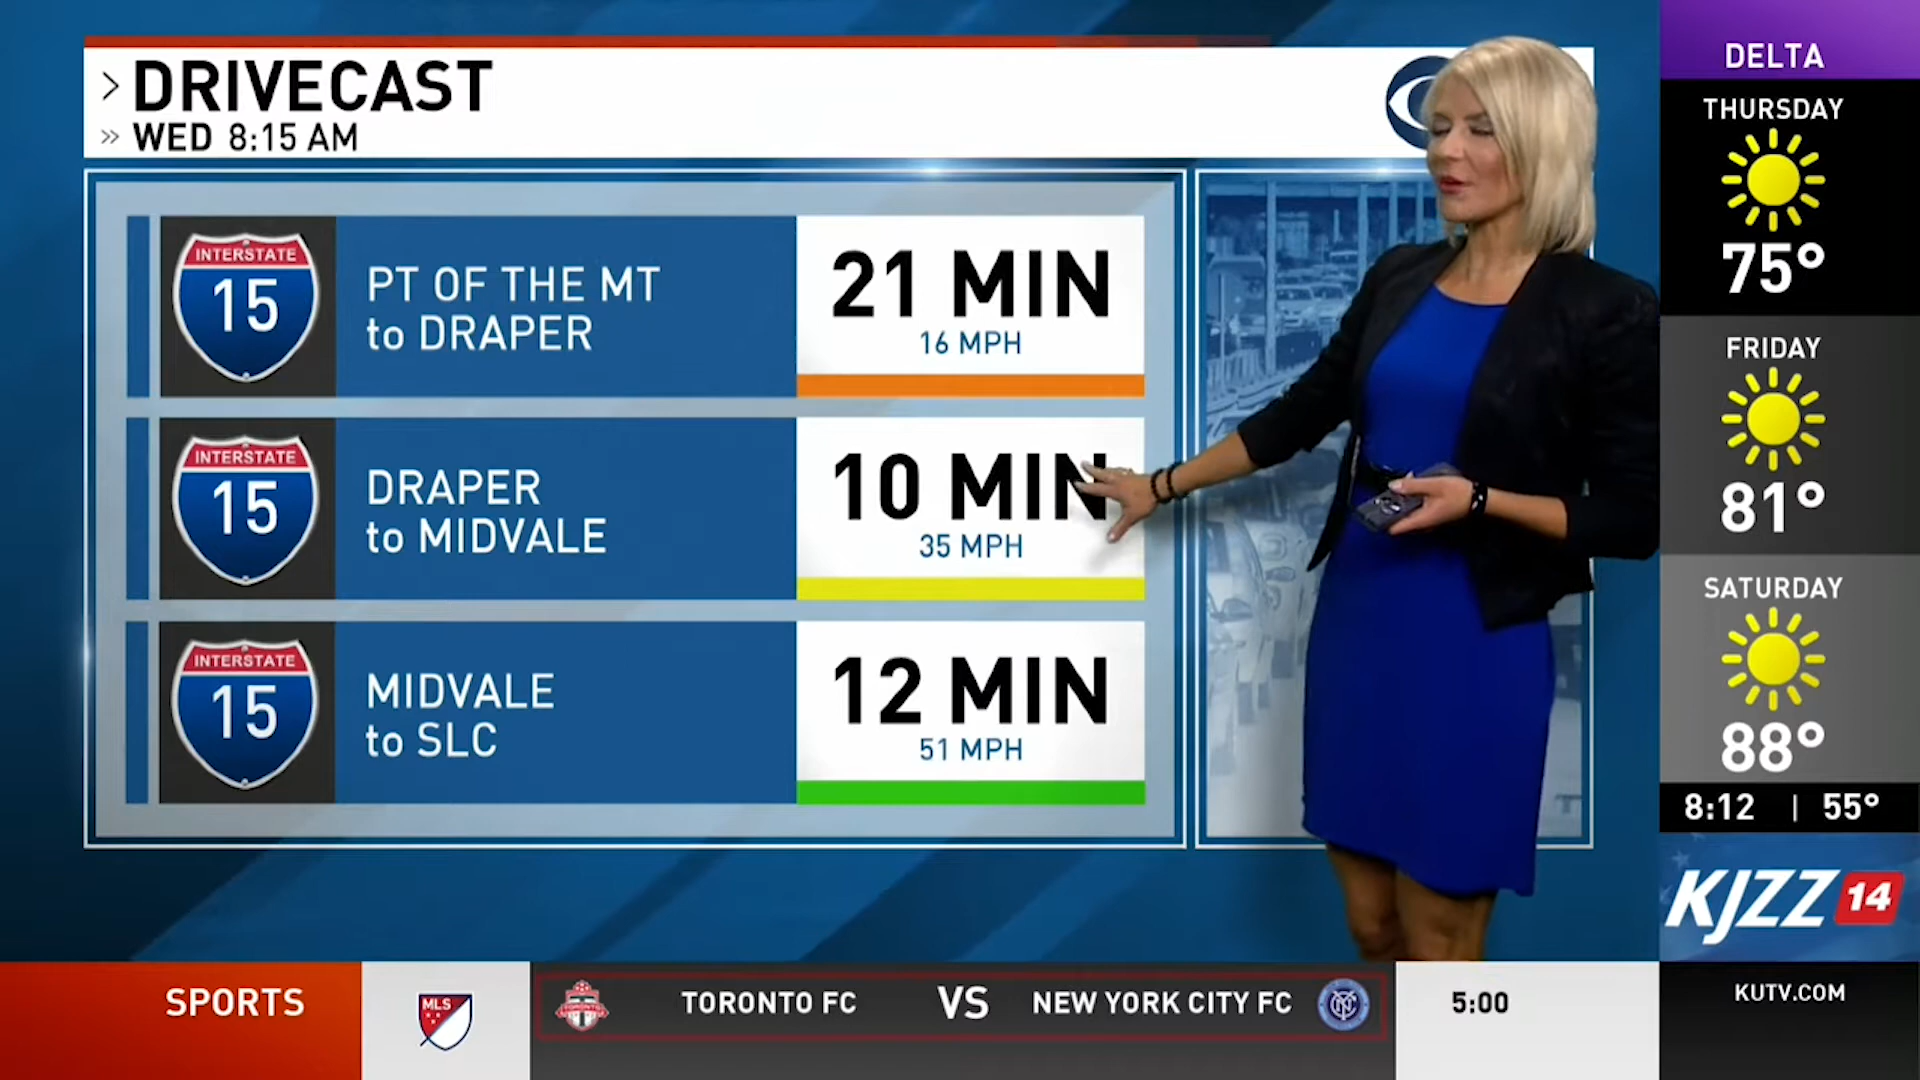 > DRIVECAST
» WED 8:15 AM
INTERSTATE
15
PT OF THE MT
to DRAPER
21 MIN
16 MPH
INTERSTATE
15
DRAPER
to MIDVALE
10 MIN
35 MPH
INTERSTATE
15
MIDVALE
to SLC
12 MIN
51 MPH
DELTA
THURSDAY
75°
FRIDAY
81°
SATURDAY
88°
8:12 | 55°
KJZZ 14
KUTV.COM
SPORTS
MLS
TORONTO FC VS NEW YORK CITY FC
5:00